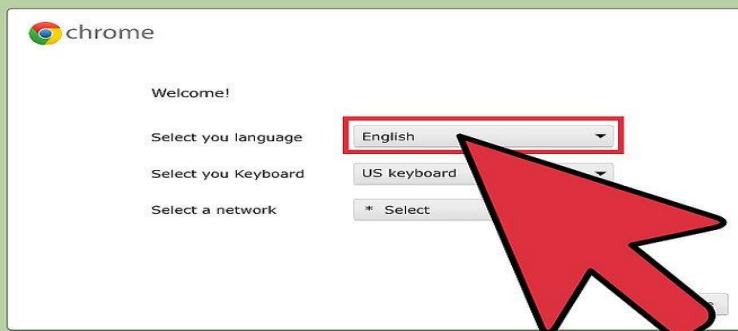 chrome
Welcome!
Select you language English
Select you Keyboard US keyboard
Select a network * Select